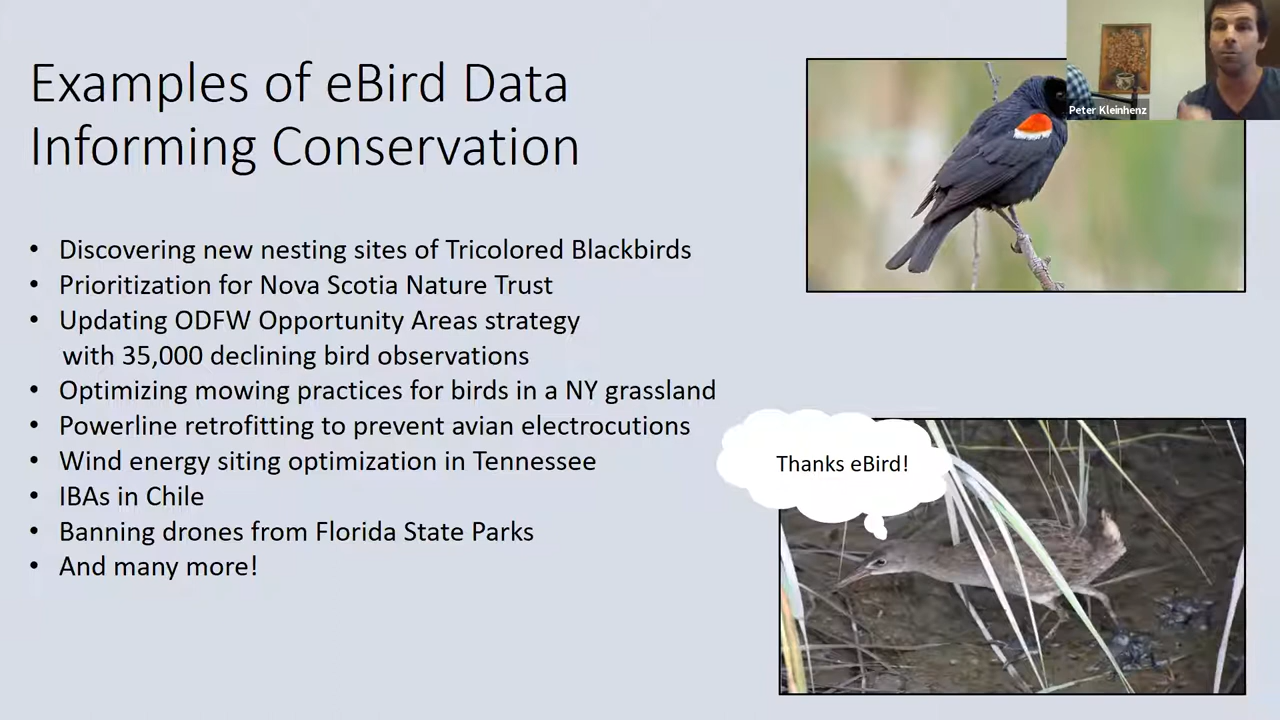 Examples of eBird Data
Informing Conservation
Peter Kleinhenz
• Discovering new nesting sites of Tricolored Blackbirds
• Prioritization for Nova Scotia Nature Trust
• Updating ODFW Opportunity Areas strategy
with 35,000 declining bird observations
• Optimizing mowing practices for birds in a NY grassland
• Powerline retrofitting to prevent avian electrocutions
• Wind energy siting optimization in Tennessee
• IBAs in Chile
• Banning drones from Florida State Parks
• And many more!
Thanks eBird!